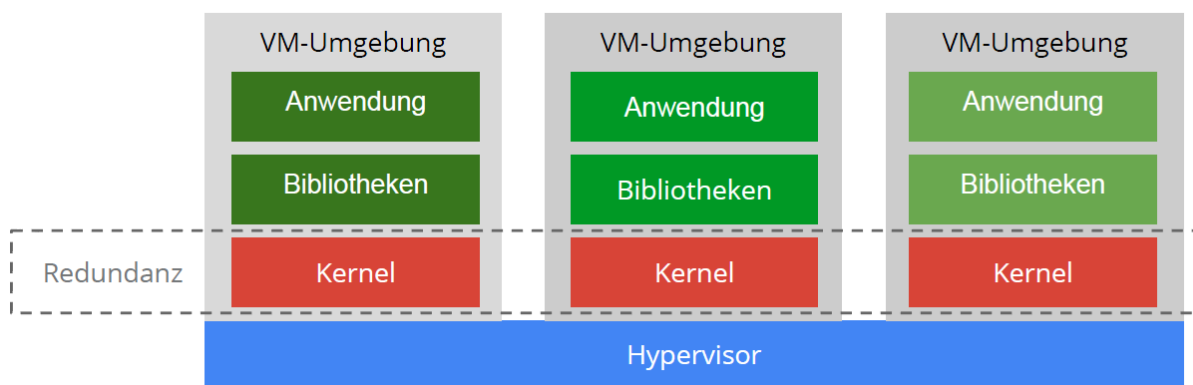 VM-Umgebung VM-Umgebung VM-Umgebung
Anwendung Anwendung Anwendung
Bibliotheken Bibliotheken Bibliotheken
Redundanz Kernel Kernel Kernel
Hypervisor